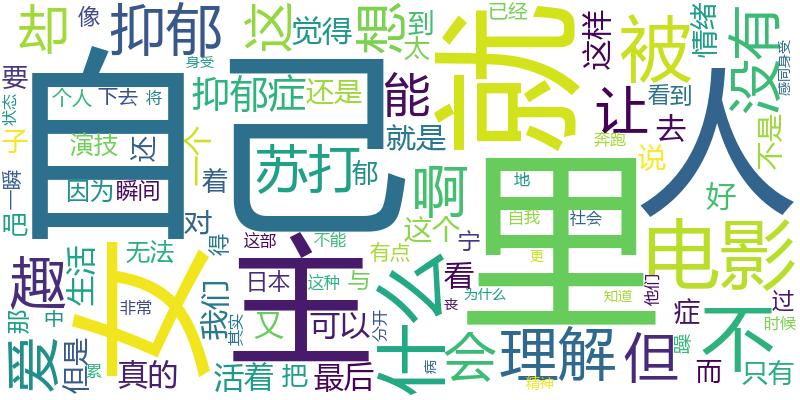 却
像
抑郁
这
觉得
想
到
太
就
已经
这样
被
情绪
没有
感同身受
要
个人
下去
将
身受
抑郁症
还是
能
让
看到
状态
子
演技
还
一个
就是
去
奔跑
说
不是
自己
人
一瞬
因为
瞬间
着
苏打
郁
啊
里
地
好
吧
对
自我
社会
无法
得
这部
不能
这个
宁
更
电影
趣
生活
女
主
有点
什么
看
他们
那
中
非常
我们
日本
这种
与
丧
为什么
知道
症
过
时候
爱
但是
其实
又
可以
分开
会
理解
但
不
躁
累
真的
活着
把
最后
病
精神
而
只有